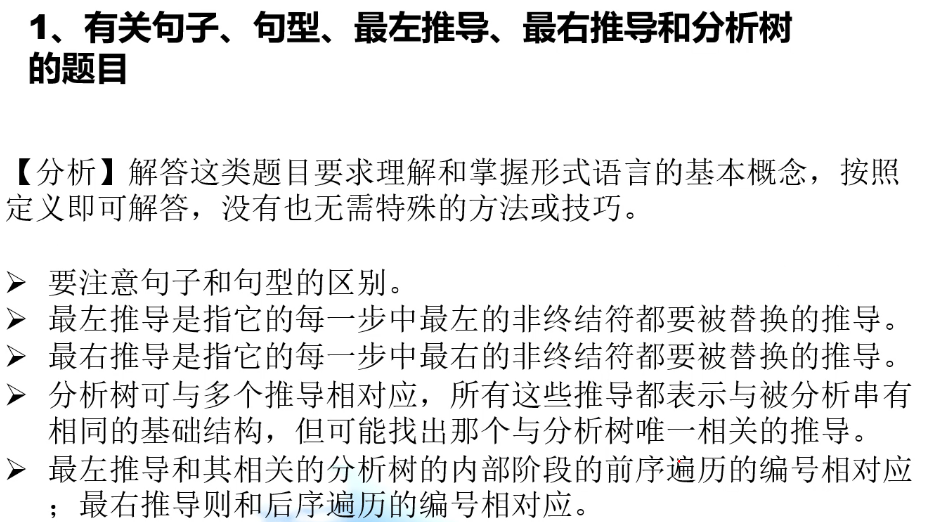 1、有关句子、句型、最左推导、最右推导和分析树
的题目
【分析】解答这类题目要求理解和掌握形式语言的基本概念，按照
定义即可解答，没有也无需特殊的方法或技巧。
➢ 要注意句子和句型的区别。
➢ 最左推导是指它的每一步中最左的非终结符都要被替换的推导。
➢ 最右推导是指它的每一步中最右的非终结符都要被替换的推导。
➢ 分析树可与多个推导相对应，所有这些推导都表示与被分析串有
相同的基础结构，但可能找出那个与分析树唯一相关的推导。
➢ 最左推导和其相关的分析树的内部阶段的前序遍历的编号相对应
；最右推导则和后序遍历的编号相对应。